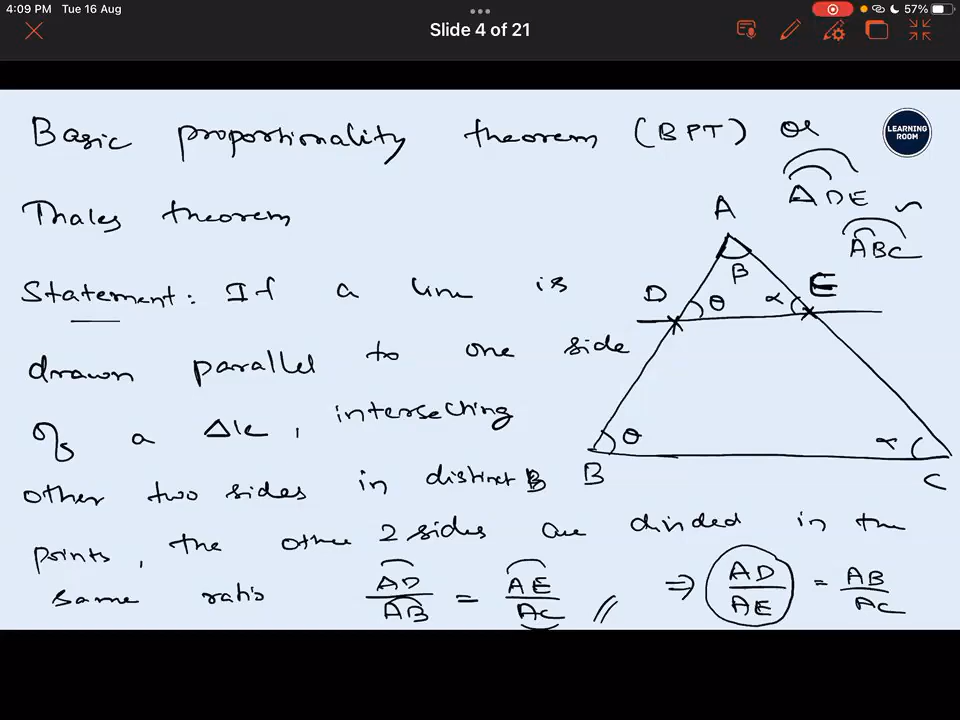 4:09 PM Tue 16 Aug
57%
Slide 4 of 21
Basic proportionality theorem (BPT) or
LEARNING ROOM
Thales theorem
ADE ~
ABC
Statement: If a line is
drawn parallel to one side
of a Δle, intersecting
other two sides in distinct
points, the other 2 sides are divided in the
same ratio AD/AB = AE/AC // ⇒ AD/AE = AB/AC
A
β
D θ α E
θ α
B C